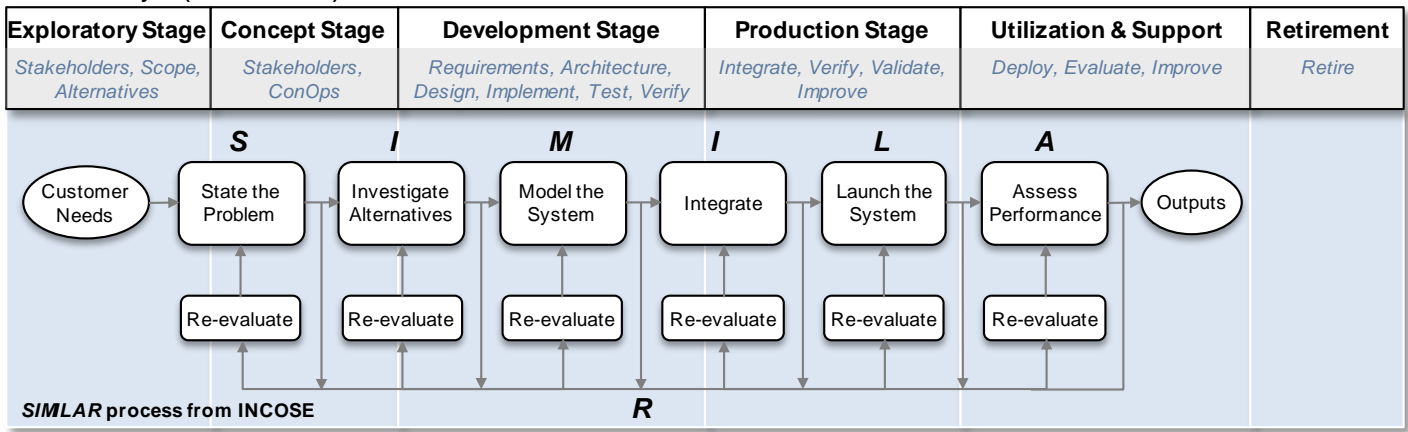 Exploratory Stage Concept Stage Development Stage Production Stage Utilization & Support Retirement
Stakeholders, Scope,
Alternatives
Stakeholders,
ConOps
Requirements, Architecture,
Design, Implement, Test, Verify
Integrate, Verify, Validate,
Improve
Deploy, Evaluate, Improve
Retire
S I M I L A
Customer
Needs
State the
Problem
Investigate
Alternatives
Model the
System
Integrate
Launch the
System
Assess
Performance
Outputs
Re-evaluate Re-evaluate Re-evaluate Re-evaluate Re-evaluate Re-evaluate
SIMILAR process from INCOSE
R